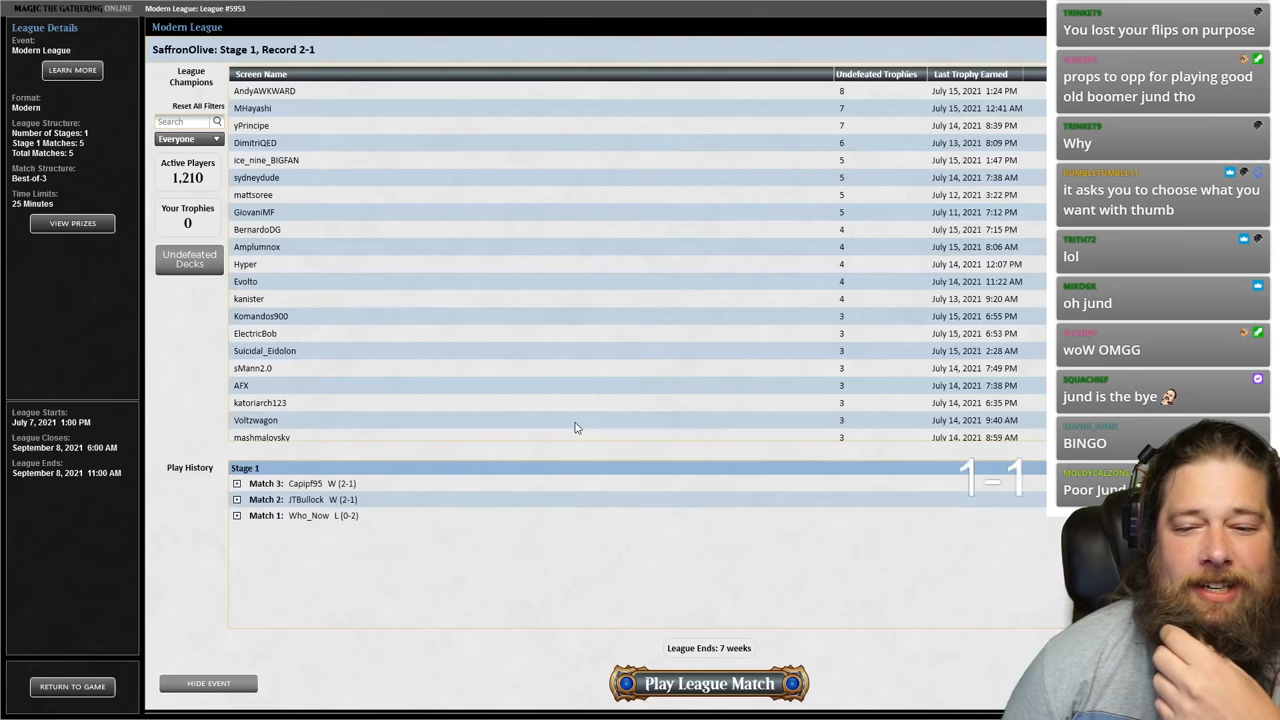 MAGIC THE GATHERING ONLINE
Modern League: League #5953
League Details
Event:
Modern League
LEARN MORE
Format:
Modern
League Structure:
Number of Stages: 1
Stage 1 Matches: 5
Total Matches: 5
Match Structure:
Best-of-3
Time Limits:
25 Minutes
VIEW PRIZES
League Starts:
July 7, 2021 1:00 PM
League Closes:
September 8, 2021 6:00 AM
League Ends:
September 8, 2021 11:00 AM
RETURN TO GAME
Modern League
SaffronOlive: Stage 1, Record 2-1
League
Champions
Reset All Filters
Search
Everyone
Active Players
1,210
Your Trophies
0
Undefeated
Decks
Screen Name Undefeated Trophies Last Trophy Earned
AndyAWKWARD 8 July 15, 2021 1:24 PM
MHayashi 7 July 15, 2021 12:41 AM
yPrincipe 7 July 14, 2021 8:39 PM
DimitriQED 6 July 13, 2021 8:09 PM
ice_nine_BIGFAN 5 July 15, 2021 1:47 PM
sydneydude 5 July 14, 2021 7:38 AM
mattsoree 5 July 12, 2021 3:22 PM
GiovaniMF 5 July 11, 2021 7:12 PM
BernardoDG 4 July 15, 2021 7:15 PM
Amplumnox 4 July 15, 2021 8:06 AM
Hyper 4 July 14, 2021 12:07 PM
Evolto 4 July 14, 2021 11:22 AM
kanister 4 July 13, 2021 9:20 AM
Komandos900 3 July 15, 2021 6:55 PM
ElectricBob 3 July 15, 2021 6:53 PM
Suicidal_Eidolon 3 July 15, 2021 2:28 AM
sMann2.0 3 July 14, 2021 7:49 PM
AFX 3 July 14, 2021 7:38 PM
katoriarch123 3 July 14, 2021 6:35 PM
Voltzwagon 3 July 14, 2021 9:40 AM
mashmalovsky 3 July 14, 2021 8:59 AM
Play History
Stage 1
Match 3: Capipf95 W (2-1)
Match 2: JTBullock W (2-1)
Match 1: Who_Now L (0-2)
1-1
League Ends: 7 weeks
HIDE EVENT
Play League Match
TRINKET9
You lost your flips on purpose
props to opp for playing good
old boomer jund tho
TRINKET9
Why
RUMBLETUMBLE11
it asks you to choose what you
want with thumb
TRITH72
lol
MIKOGK
oh jund
woW OMGG
SQUACHIEF
jund is the bye
BINGO
MOLDYCALZONE
Poor Jund